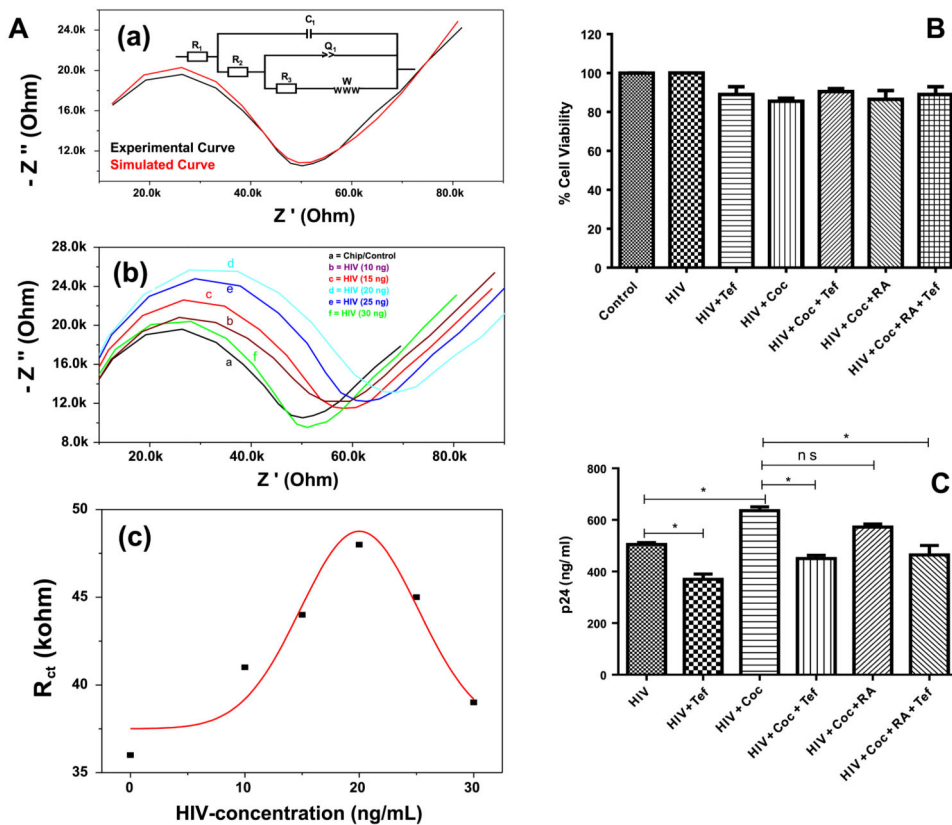 A
(a)
24.0k
20.0k
16.0k
12.0k
- Z '' (Ohm)
C1
R1
R2
Q1
R3
W
WWW
Experimental Curve
Simulated Curve
20.0k 40.0k 60.0k 80.0k
Z ' (Ohm)
(b)
28.0k
24.0k
20.0k
16.0k
12.0k
8.0k
- Z '' (Ohm)
d
e
c
b
f
a
a = Chip/Control
b = HIV (10 ng)
c = HIV (15 ng)
d = HIV (20 ng)
e = HIV (25 ng)
f = HIV (30 ng)
20.0k 40.0k 60.0k 80.0k
Z ' (Ohm)
(c)
50
45
40
35
Rct (kohm)
0 10 20 30
HIV-concentration (ng/mL)
B
120
100
80
60
40
20
0
% Cell Viability
Control
HIV
HIV+Tef
HIV+Coc
HIV+Coc+Tef
HIV+Coc+RA
HIV+Coc+RA+Tef
C
800
600
400
200
0
p24 (ng/ml)
*
n s
*
*
*
HIV
HIV+Tef
HIV+Coc
HIV+Coc+Tef
HIV+Coc+RA
HIV+Coc+RA+Tef